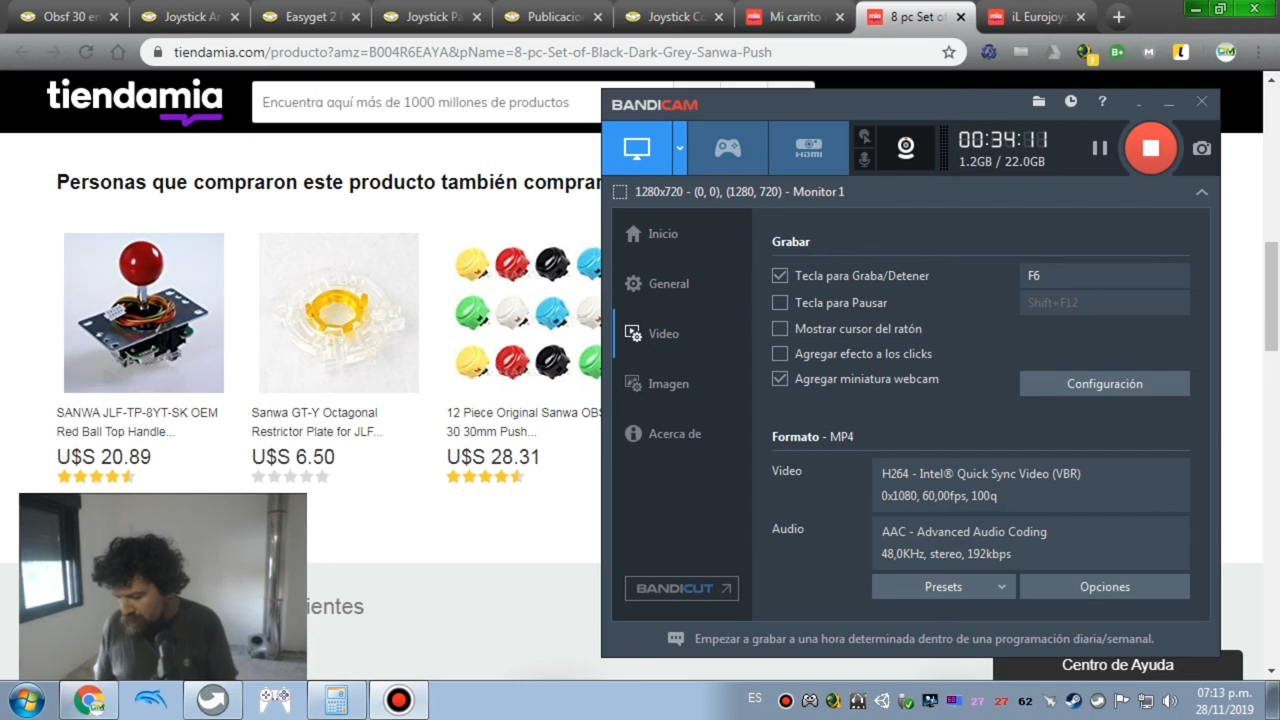 Obsf 30 en
Joystick Ar
Easyget 2
Joystick Pa
Publicacio
Joystick Co
Mi carrito
8 pc Set of
iL Eurojoys
tiendamia.com/producto?amz=B004R6EAYA&pName=8-pc-Set-of-Black-Dark-Grey-Sanwa-Push
tiendamia
Encuentra aquí más de 1000 millones de productos
Personas que compraron este producto también compra
SANWA JLF-TP-8YT-SK OEM
Red Ball Top Handle...
U$S 20.89
Sanwa GT-Y Octagonal
Restrictor Plate for JLF...
U$S 6.50
12 Piece Original Sanwa OBS
30 30mm Push...
U$S 28.31
ientes
BANDICAM
HDMI
00:34:11
1.2GB / 22.0GB
1280x720 - (0, 0), (1280, 720) - Monitor1
Inicio
General
Video
Imagen
Acerca de
BANDICUT
Grabar
Tecla para Graba/Detener
F6
Tecla para Pausar
Shift+F12
Mostrar cursor del ratón
Agregar efecto a los clicks
Agregar miniatura webcam
Configuración
Formato - MP4
Video
H264 - Intel® Quick Sync Video (VBR)
0x1080, 60,00fps, 100q
Audio
AAC - Advanced Audio Coding
48,0KHz, stereo, 192kbps
Presets
Opciones
Empezar a grabar a una hora determinada dentro de una programación diaria/semanal.
Centro de Ayuda
ES
27
27
62
07:13 p.m.
28/11/2019